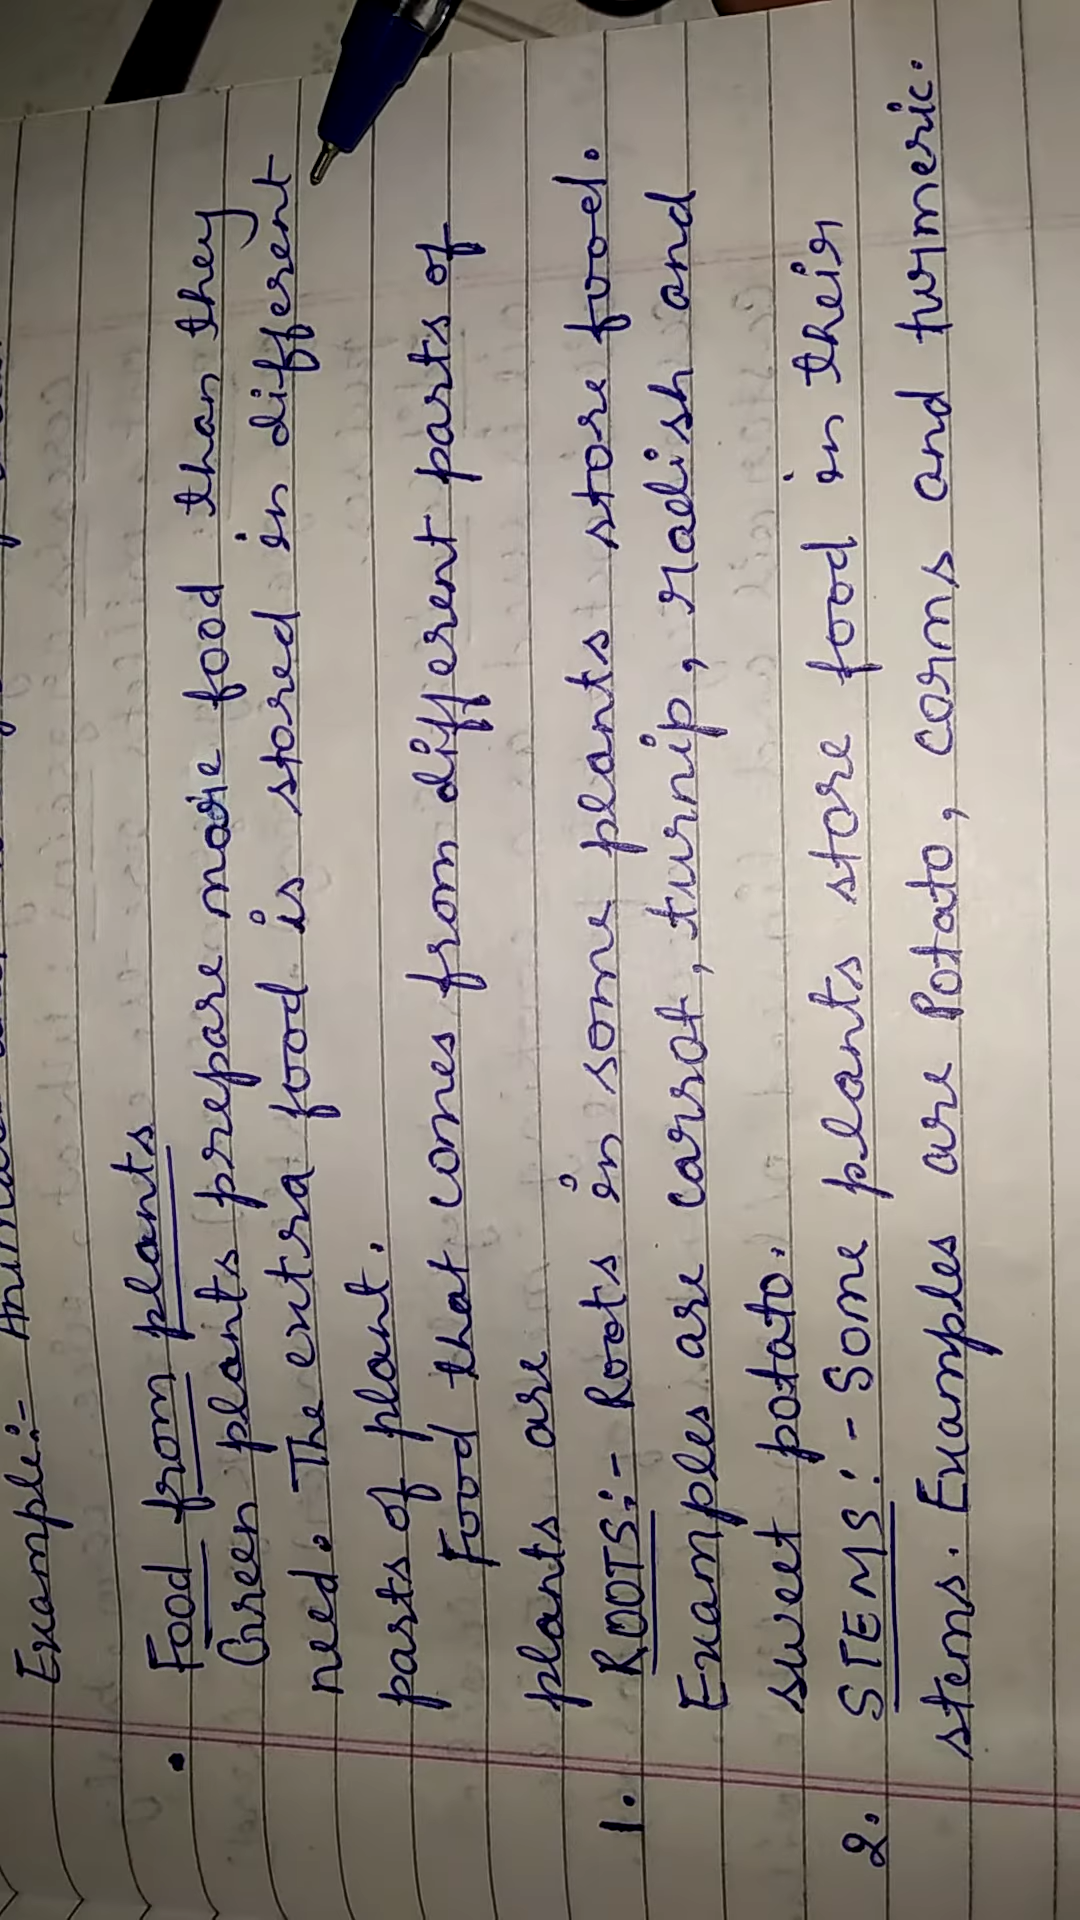 Example:- Animals
• Food from plants
Green plants prepare more food than they
need. The extra food is stored in different
parts of plant.
Food that comes from different parts of
plants are
1. ROOTS:- Roots in some plants store food.
Examples are carrot, turnip, radish and
sweet potato.
2. STEMS:- Some plants store food in their
stems. Examples are Potato, corms and turmeric.